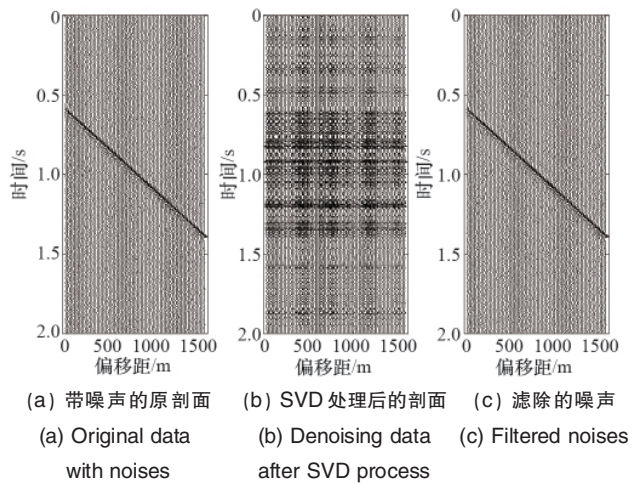 0 0 0
0.5 0.5 0.5
时间/s 时间/s 时间/s
1.0 1.0 1.0
1.5 1.5 1.5
2.0 2.0 2.0
0 500 1000 1500 0 500 1000 1500 0 500 1000 1500
偏移距/m 偏移距/m 偏移距/m
(a) 带噪声的原剖面 (b) SVD 处理后的剖面 (c) 滤除的噪声
(a) Original data (b) Denoising data (c) Filtered noises
with noises after SVD process